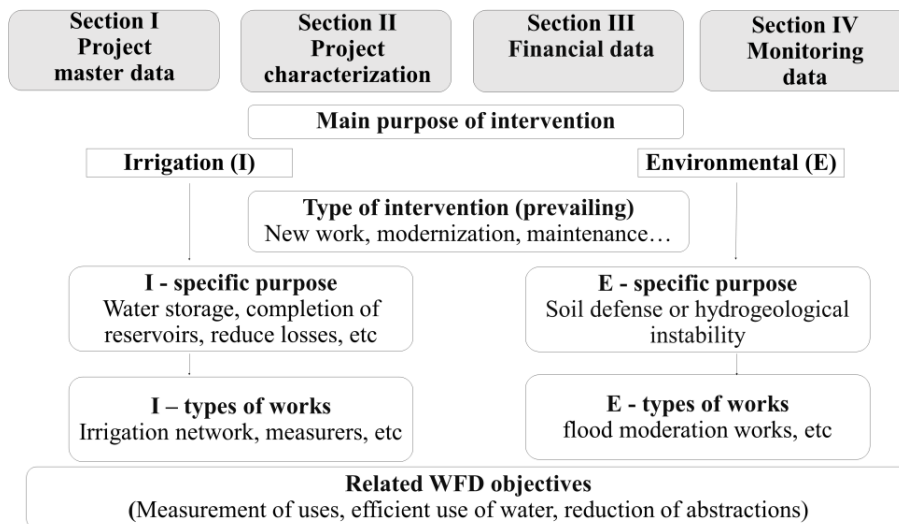 Section I
Project
master data
Section II
Project
characterization
Section III
Financial data
Section IV
Monitoring
data
Main purpose of intervention
Irrigation (I)
Environmental (E)
Type of intervention (prevailing)
New work, modernization, maintenance…
I - specific purpose
Water storage, completion of
reservoirs, reduce losses, etc
E - specific purpose
Soil defense or hydrogeological
instability
I – types of works
Irrigation network, measurers, etc
E - types of works
flood moderation works, etc
Related WFD objectives
(Measurement of uses, efficient use of water, reduction of abstractions)